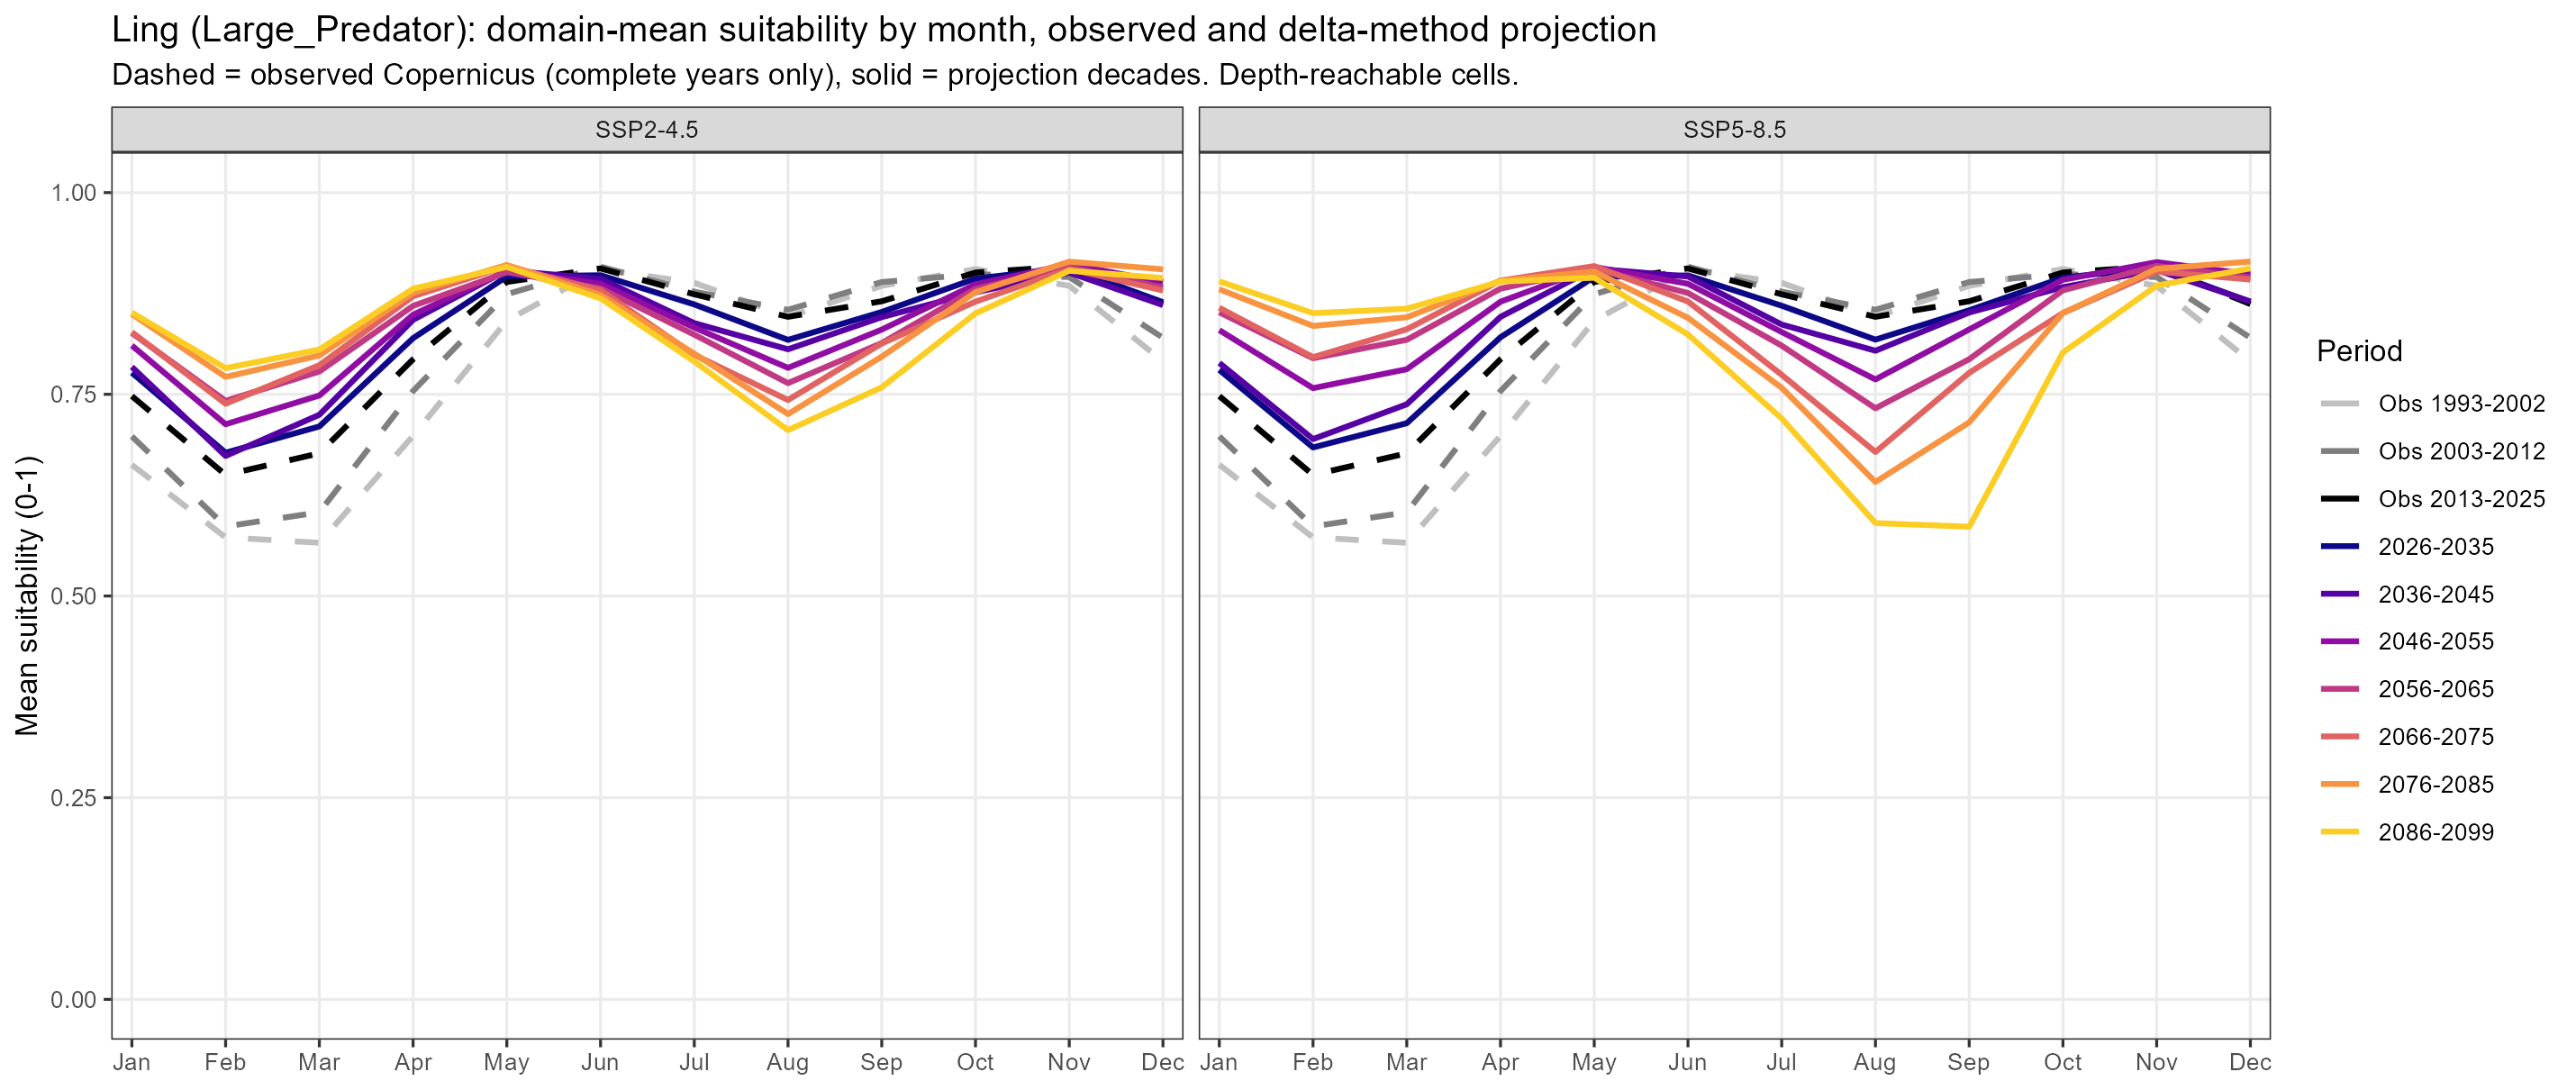 Ling (Large_Predator): domain-mean suitability by month, observed and delta-method projection
Dashed = observed Copernicus (complete years only), solid = projection decades. Depth-reachable cells.
SSP2-4.5
SSP5-8.5
Mean suitability (0-1)
1.00
0.75
0.50
0.25
0.00
Jan Feb Mar Apr May Jun Jul Aug Sep Oct Nov Dec
Jan Feb Mar Apr May Jun Jul Aug Sep Oct Nov Dec
Period
Obs 1993-2002
Obs 2003-2012
Obs 2013-2025
2026-2035
2036-2045
2046-2055
2056-2065
2066-2075
2076-2085
2086-2099